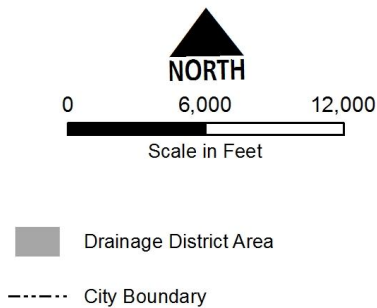 NORTH
0 6,000 12,000
Scale in Feet
Drainage District Area
City Boundary